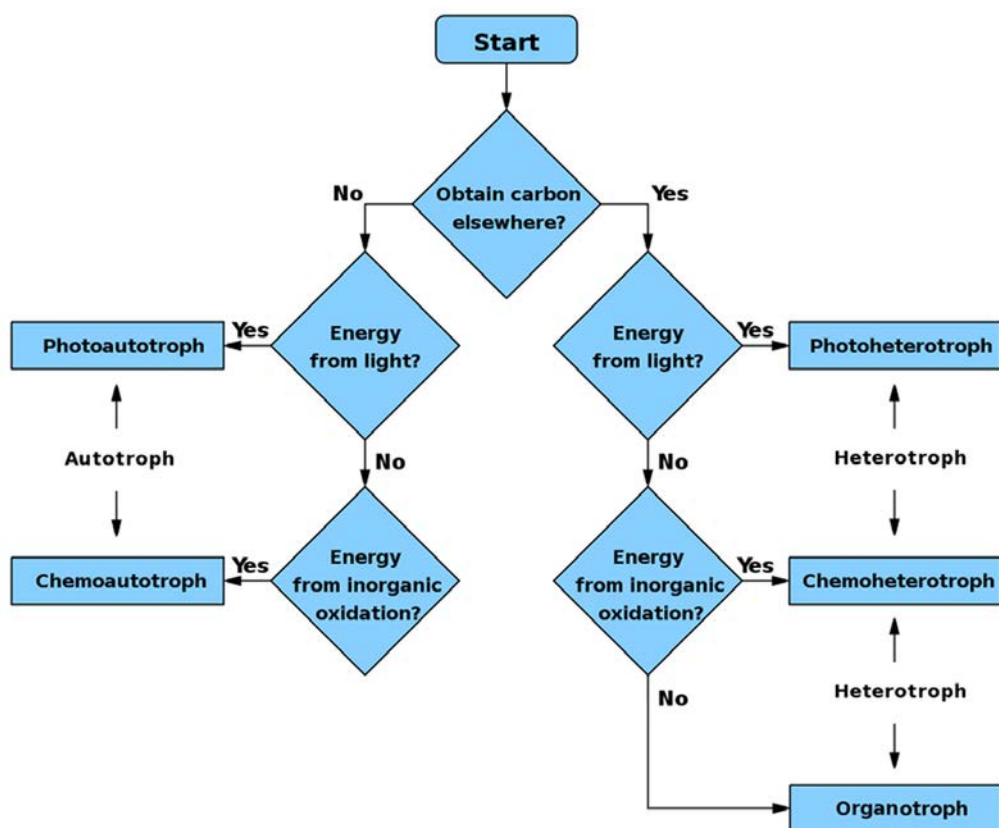 Start
Obtain carbon
elsewhere?
No
Yes
Energy
from light?
Energy
from light?
Yes
Yes
Photoautotroph
Photoheterotroph
No
No
Autotroph
Heterotroph
Energy
from inorganic
oxidation?
Energy
from inorganic
oxidation?
Yes
Yes
Chemoautotroph
Chemoheterotroph
No
Heterotroph
Organotroph